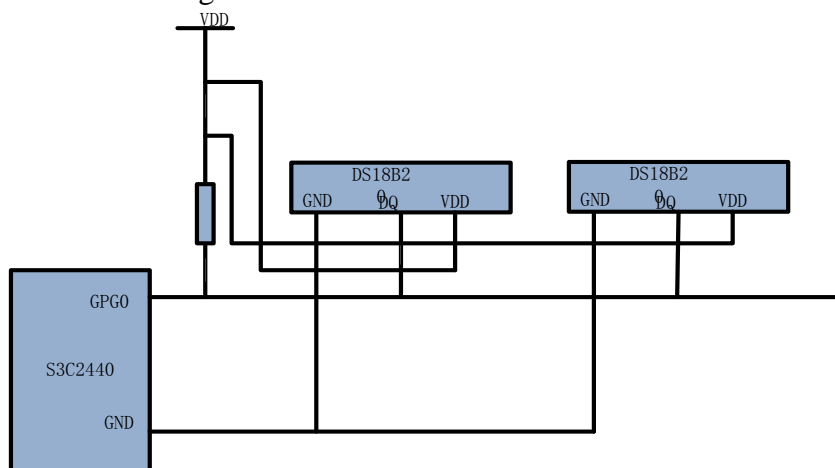 VDD
DS18B2
0
GND
DQ
VDD
DS18B2
0
GND
DQ
VDD
GPG0
S3C2440
GND